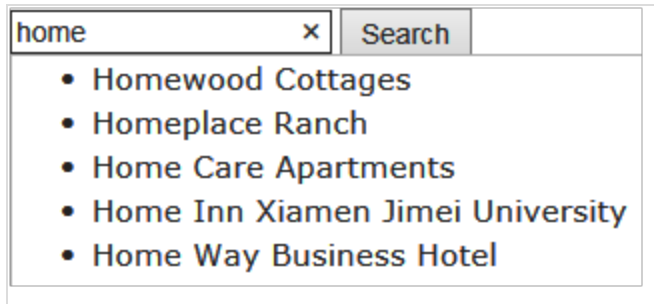 home × Search
• Homewood Cottages
• Homeplace Ranch
• Home Care Apartments
• Home Inn Xiamen Jimei University
• Home Way Business Hotel